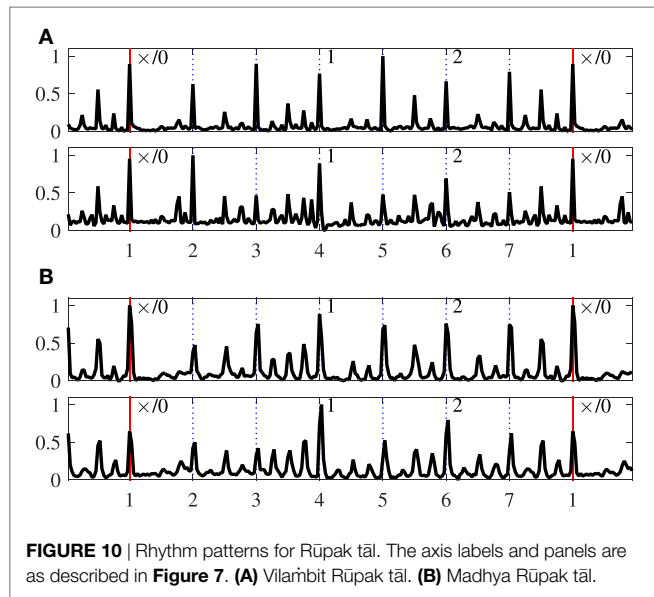 A
×/0 1 2 ×/0
1
0.5
0
×/0 1 2 ×/0
1
0.5
0
1 2 3 4 5 6 7 1
B
×/0 1 2 ×/0
1
0.5
0
×/0 1 2 ×/0
1
0.5
0
1 2 3 4 5 6 7 1
FIGURE 10 | Rhythm patterns for Rūpak tāl. The axis labels and panels are
as described in Figure 7. (A) Vilaṁbit Rūpak tāl. (B) Madhya Rūpak tāl.